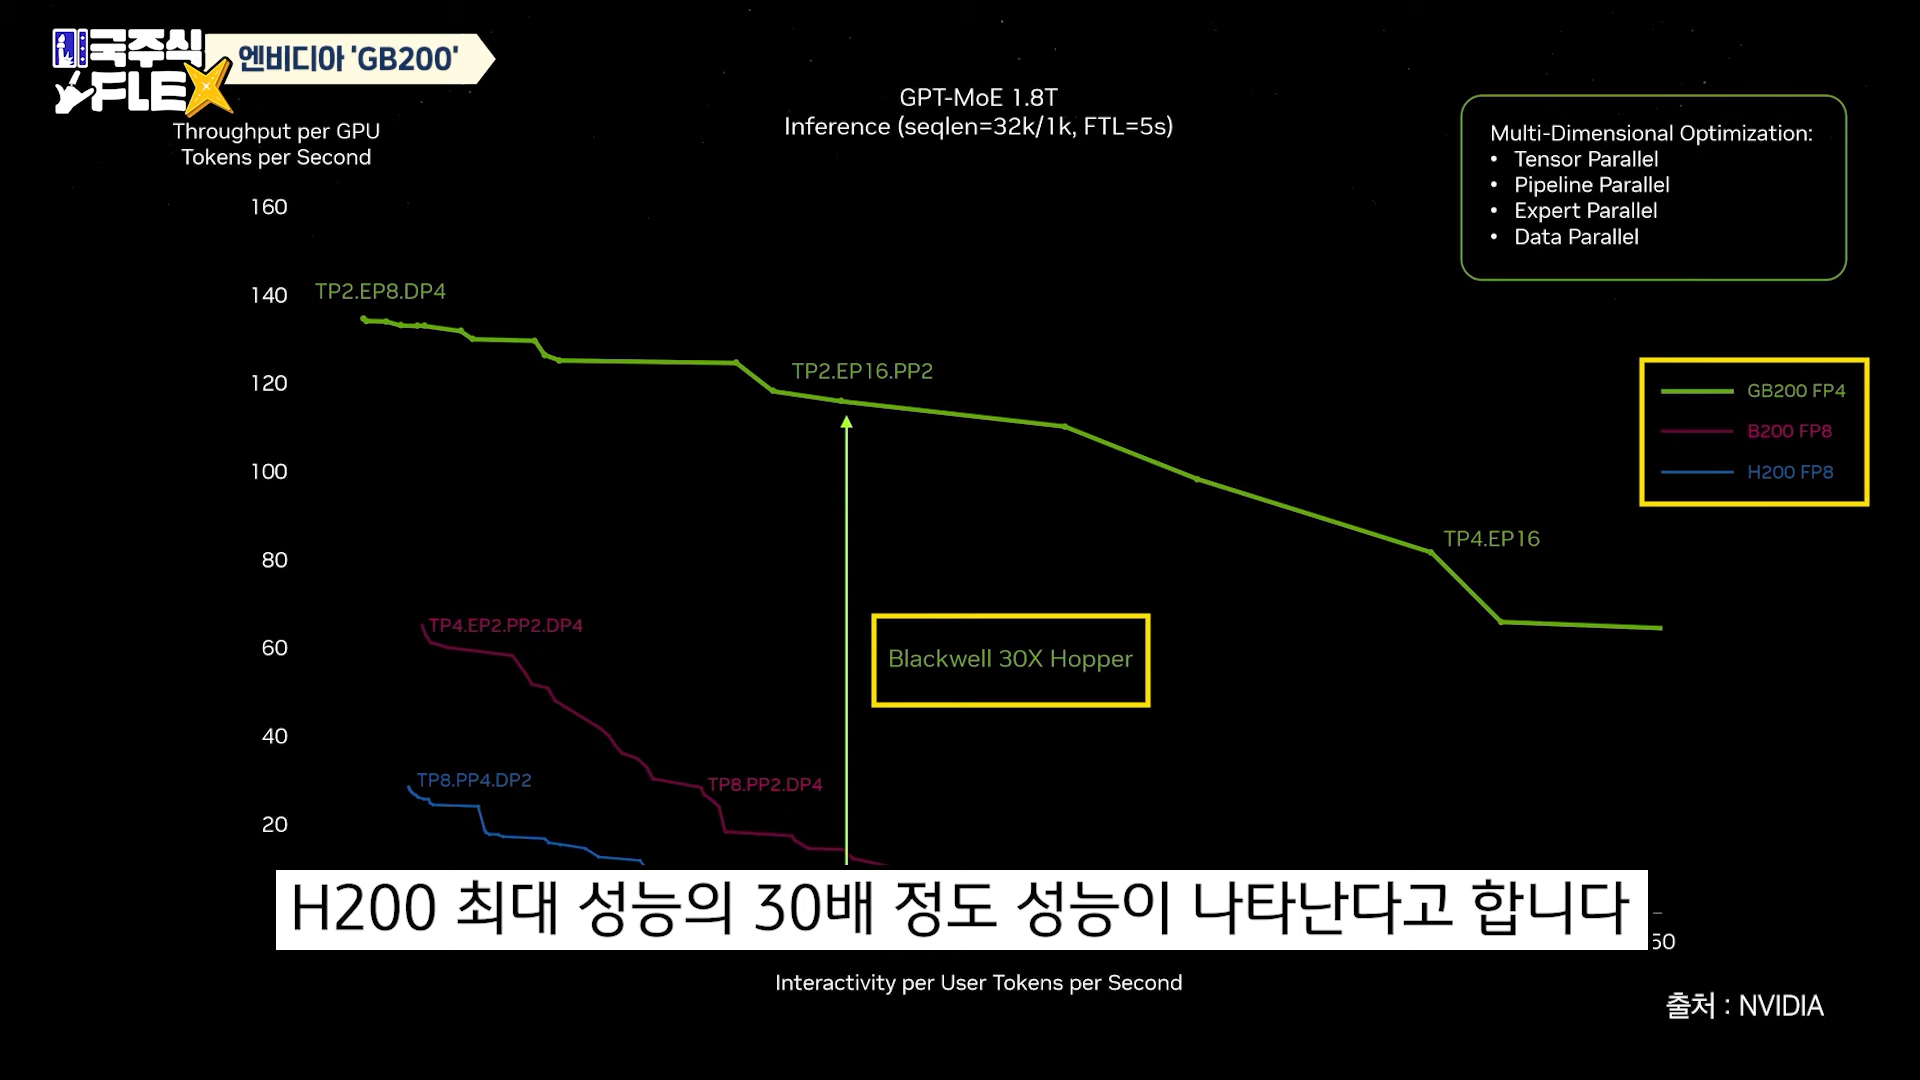 미국주식
FLEX
엔비디아 'GB200'
GPT-MoE 1.8T
Inference (seqlen=32k/1k, FTL=5s)
Throughput per GPU
Tokens per Second
Multi-Dimensional Optimization:
• Tensor Parallel
• Pipeline Parallel
• Expert Parallel
• Data Parallel
160
140
120
100
80
60
40
20
TP2.EP8.DP4
TP2.EP16.PP2
GB200 FP4
B200 FP8
H200 FP8
TP4.EP16
TP4.EP2.PP2.DP4
Blackwell 30X Hopper
TP8.PP4.DP2
TP8.PP2.DP4
H200 최대 성능의 30배 정도 성능이 나타난다고 합니다
50
Interactivity per User Tokens per Second
출처 : NVIDIA